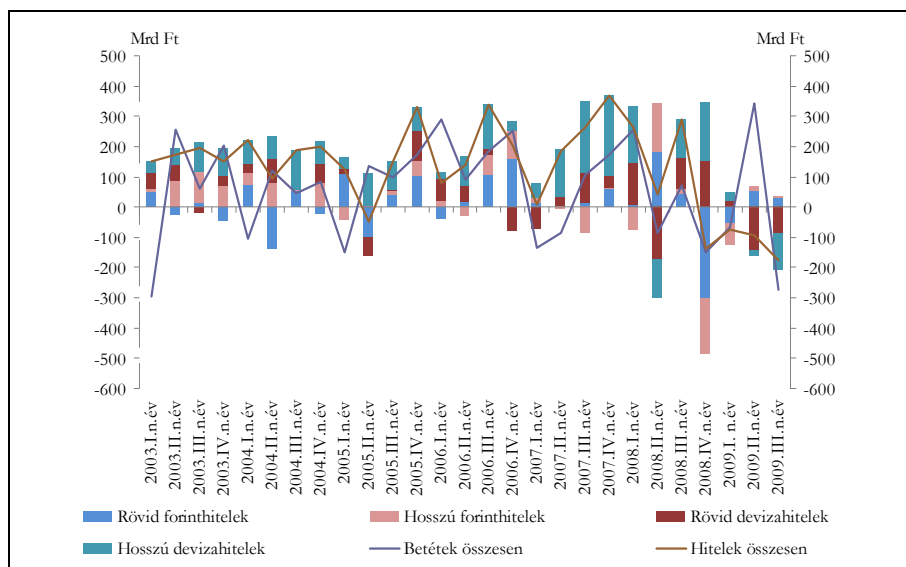 Mrd Ft
Mrd Ft
500
500
400
400
300
300
200
200
100
100
0
0
-100
-100
-200
-200
-300
-300
-400
-400
-500
-500
-600
-600
2003.I.n.év
2003.II.n.év
2003.III.n.év
2003.IV.n.év
2004.I.n.év
2004.II.n.év
2004.III.n.év
2004.IV.n.év
2005.I.n.év
2005.II.n.év
2005.III.n.év
2005.IV.n.év
2006.I.n.év
2006.II.n.év
2006.III.n.év
2006.IV.n.év
2007.I.n.év
2007.II.n.év
2007.III.n.év
2007.IV.n.év
2008.I.n.év
2008.II.n.év
2008.III.n.év
2008.IV.n.év
2009.I. n.év
2009.II.n.év
2009.III.n.év
Rövid forinthitelek
Hosszú forinthitelek
Rövid devizahitelek
Hosszú devizahitelek
Betétek összesen
Hitelek összesen